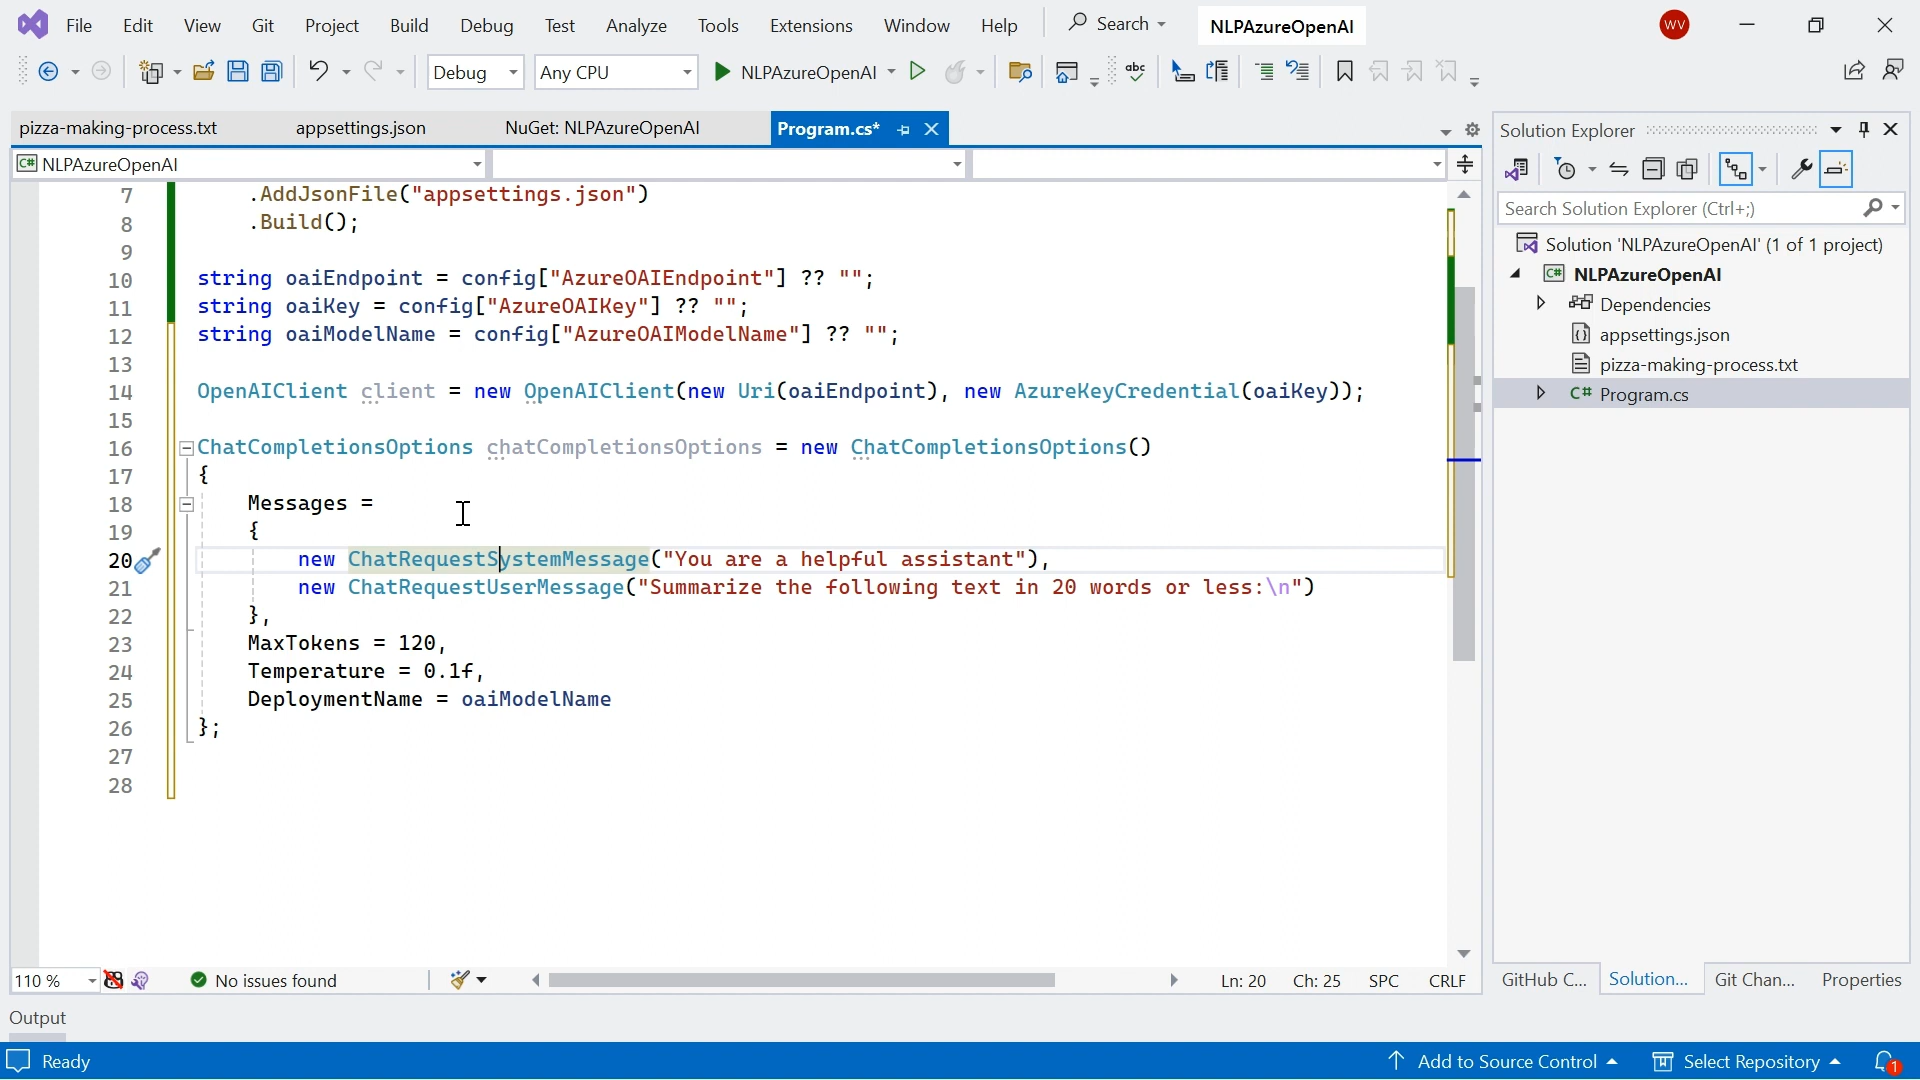 File Edit View Git Project Build Debug Test Analyze Tools Extensions Window Help Search NLPAzureOpenAI WV
Debug Any CPU NLPAzureOpenAI abc
pizza-making-process.txt appsettings.json NuGet: NLPAzureOpenAI Program.cs*
C# NLPAzureOpenAI
7 .AddJsonFile("appsettings.json")
8 .Build();
9
10 string oaiEndpoint = config["AzureOAIEndpoint"] ?? "";
11 string oaiKey = config["AzureOAIKey"] ?? "";
12 string oaiModelName = config["AzureOAIModelName"] ?? "";
13
14 OpenAIClient client = new OpenAIClient(new Uri(oaiEndpoint), new AzureKeyCredential(oaiKey));
15
16 ChatCompletionsOptions chatCompletionsOptions = new ChatCompletionsOptions()
17 {
18 Messages =
19 {
20 new ChatRequestSystemMessage("You are a helpful assistant"),
21 new ChatRequestUserMessage("Summarize the following text in 20 words or less:\n")
22 },
23 MaxTokens = 120,
24 Temperature = 0.1f,
25 DeploymentName = oaiModelName
26 };
27
28
110 % No issues found Ln: 20 Ch: 25 SPC CRLF
Solution Explorer
Search Solution Explorer (Ctrl+;)
Solution 'NLPAzureOpenAI' (1 of 1 project)
C# NLPAzureOpenAI
Dependencies
appsettings.json
pizza-making-process.txt
C# Program.cs
GitHub C... Solution... Git Chan... Properties
Output
Ready Add to Source Control Select Repository 1